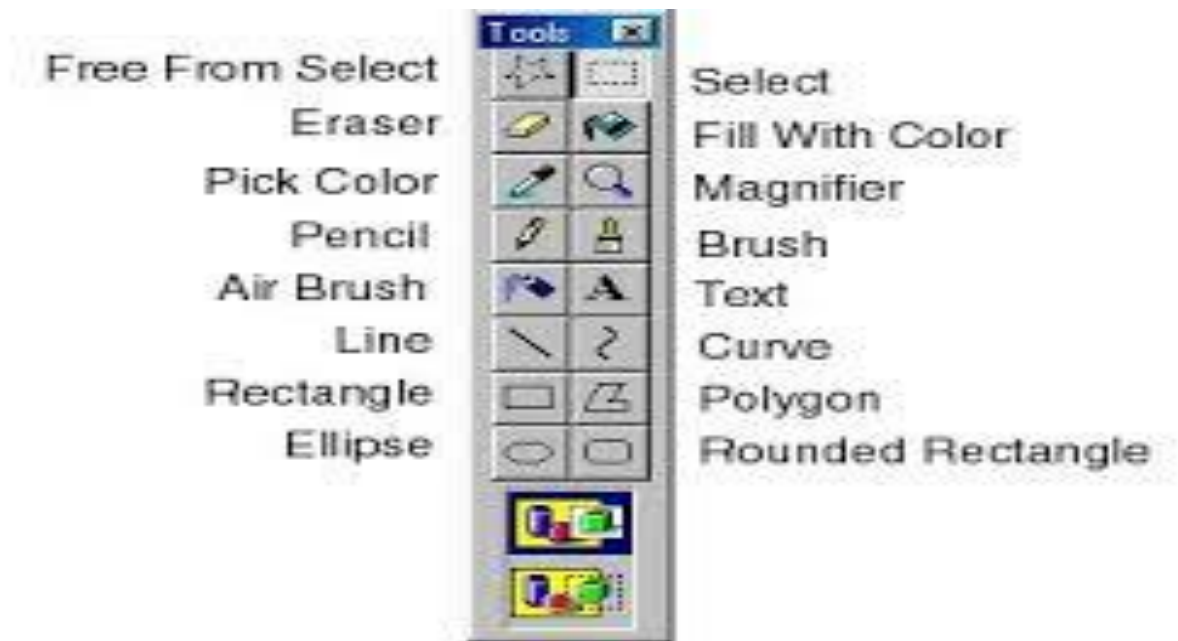 Tools
Free From Select
Select
Eraser
Fill With Color
Pick Color
Magnifier
Pencil
Brush
Air Brush
A
Text
Line
Curve
Rectangle
Polygon
Ellipse
Rounded Rectangle